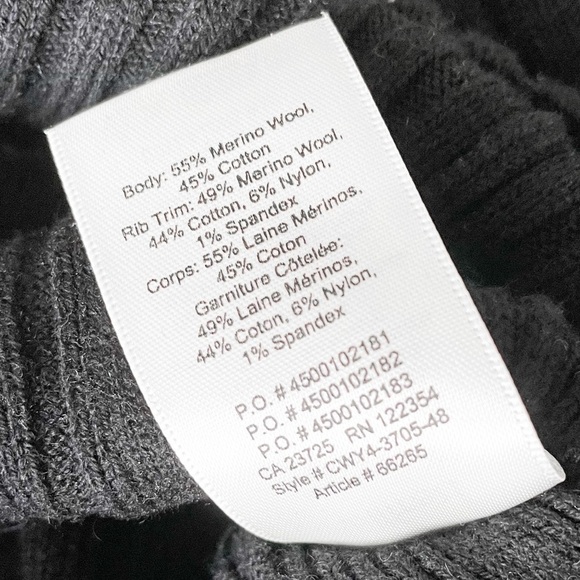 Body: 55% Merino Wool,
45% Cotton
Rib Trim: 49% Merino Wool,
44% Cotton, 6% Nylon,
1% Spandex
Corps: 55% Laine Mérinos,
45% Coton
Garniture Côtelée:
49% Laine Mérinos,
44% Coton, 6% Nylon,
1% Spandex
P.O. # 4500102181
P.O. # 4500102182
P.O. # 4500102183
CA 23725 RN 122354
Style # CWY4-3705-48
Article # 66265